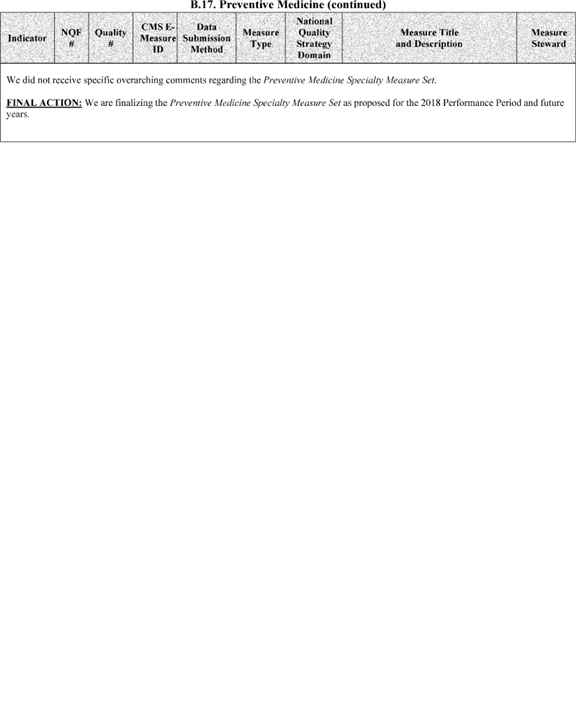 B.17. Preventive Medicine (continued)
Indicator
NQF
#
Quality
#
CMS E-
Measure
ID
Data
Submission
Method
Measure
Type
National
Quality
Strategy
Domain
Measure Title
and Description
Measure
Steward
We did not receive specific overarching comments regarding the Preventive Medicine Specialty Measure Set.
FINAL ACTION: We are finalizing the Preventive Medicine Specialty Measure Set as proposed for the 2018 Performance Period and future
years.